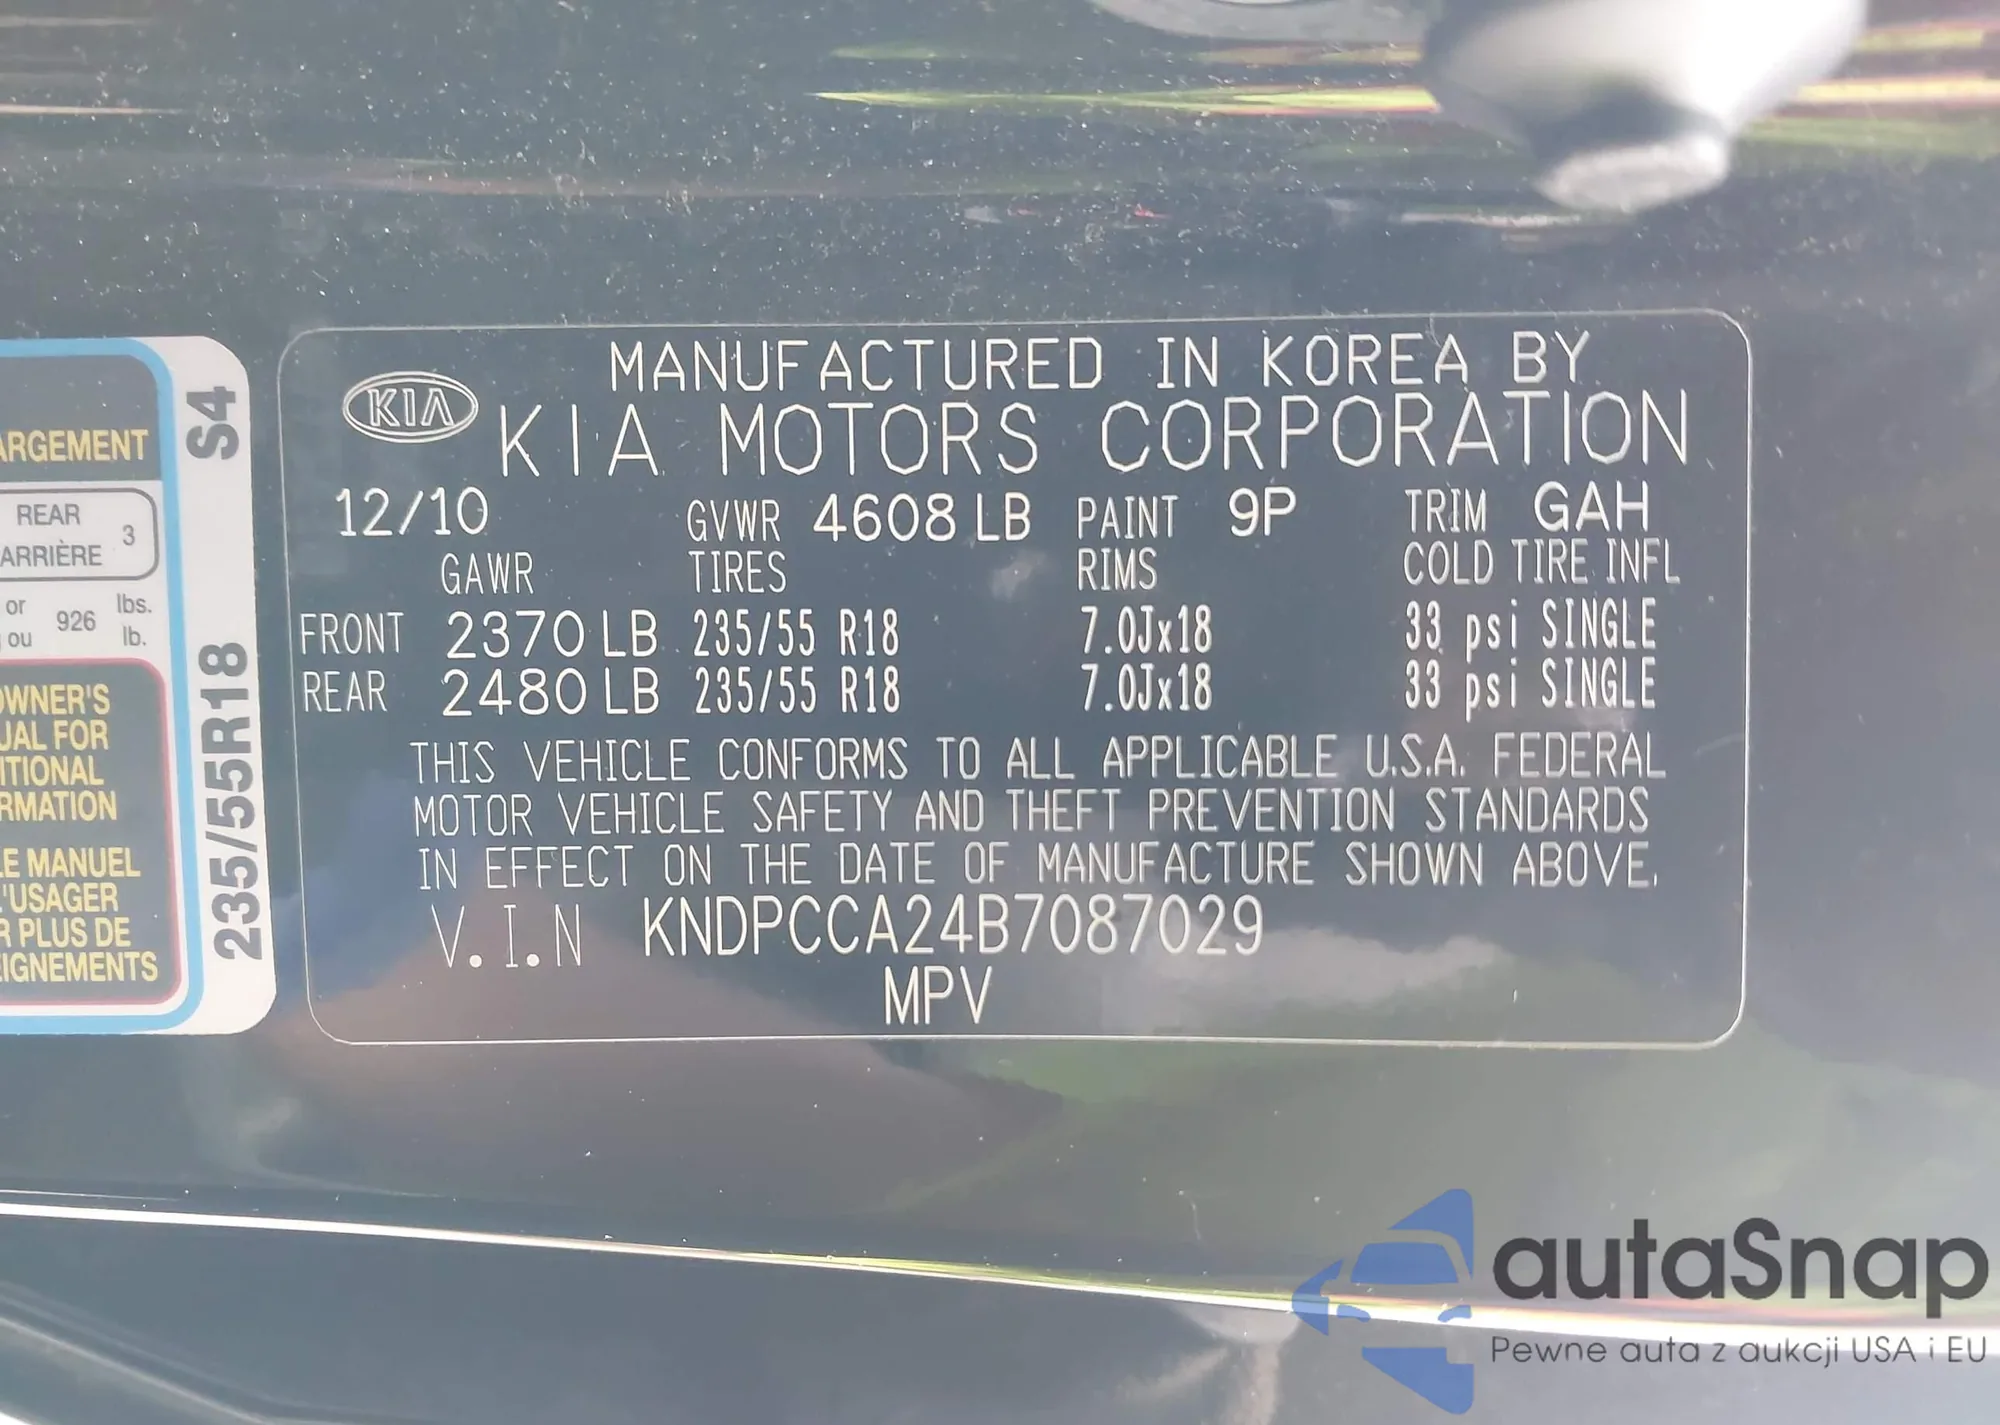 ARGEMENT
REAR
ARRIÈRE
3
or
ou
926
lbs.
lb.
OWNER'S
UAL FOR
ITIONAL
RMATION
LE MANUEL
L'USAGER
R PLUS DE
EIGNEMENTS
S4
235/55R18
KIA
MANUFACTURED IN KOREA BY
KIA MOTORS CORPORATION
12/10 GVWR 4608 LB PAINT 9P TRIM GAH
GAWR TIRES RIMS COLD TIRE INFL
FRONT 2370 LB 235/55 R18 7.0Jx18 33 psi SINGLE
REAR 2480 LB 235/55 R18 7.0Jx18 33 psi SINGLE
THIS VEHICLE CONFORMS TO ALL APPLICABLE U.S.A. FEDERAL
MOTOR VEHICLE SAFETY AND THEFT PREVENTION STANDARDS
IN EFFECT ON THE DATE OF MANUFACTURE SHOWN ABOVE.
V.I.N KNDPCCA24B7087029
MPV
autaSnap
Pewne auta z aukcji USA i EU